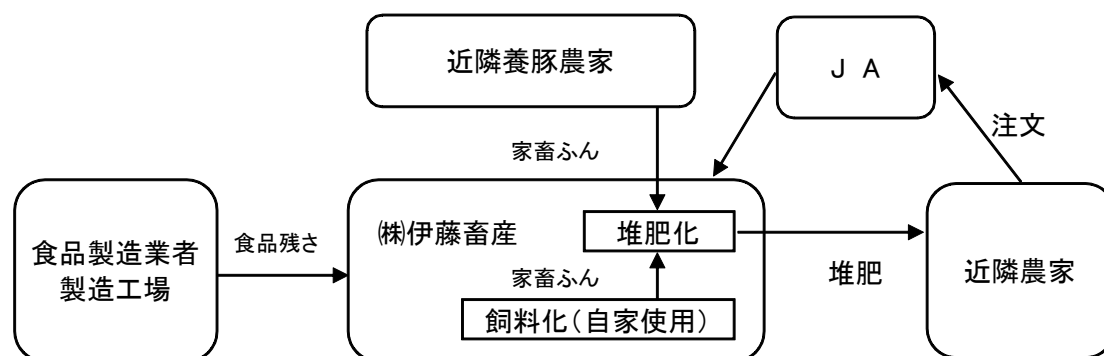 近隣養豚農家
J A
注文
家畜ふん
食品製造業者
製造工場
食品残さ
㈱伊藤畜産
堆肥化
家畜ふん
飼料化(自家使用)
堆肥
近隣農家